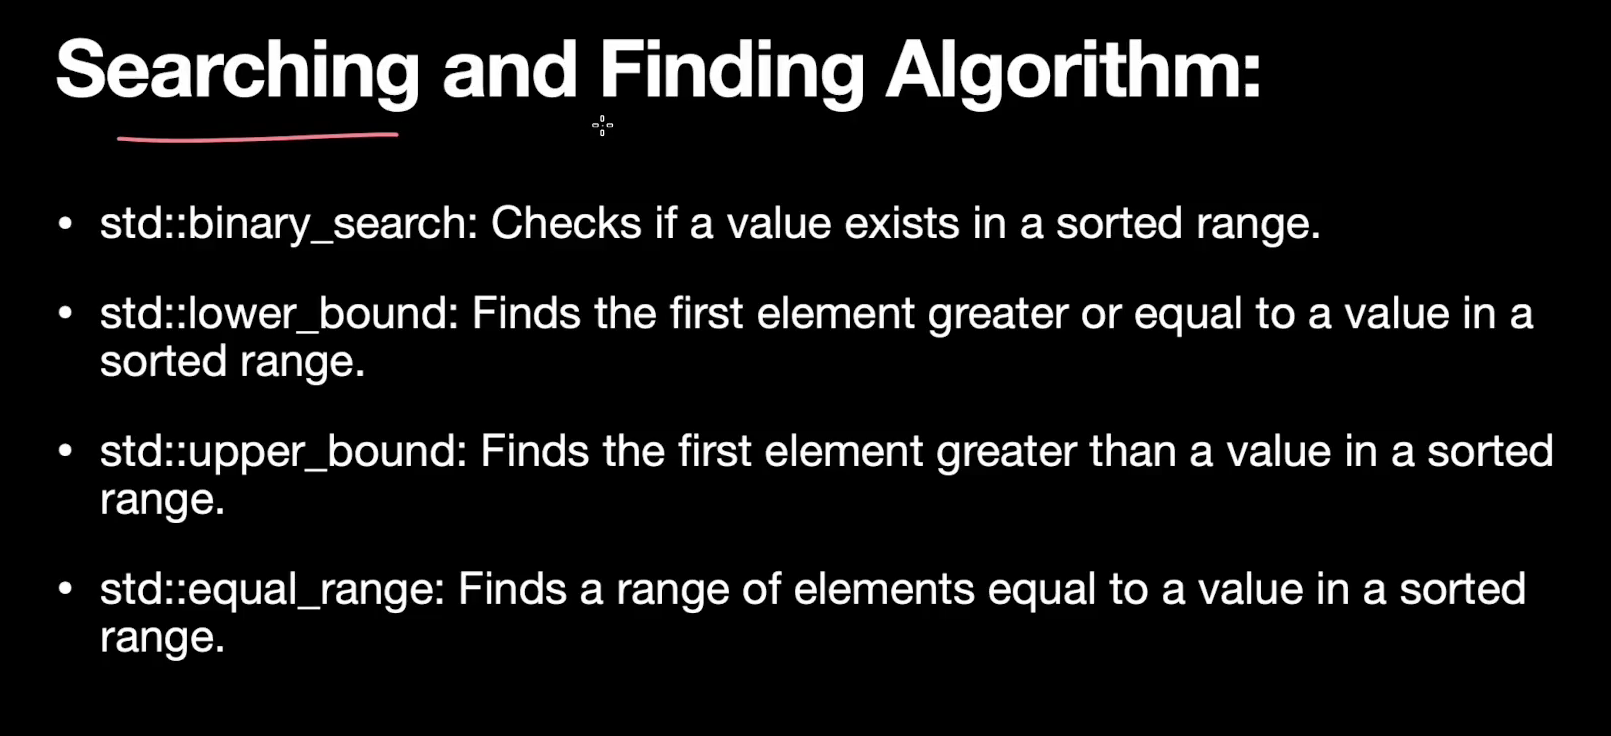 Searching and Finding Algorithm:
• std::binary_search: Checks if a value exists in a sorted range.
• std::lower_bound: Finds the first element greater or equal to a value in a
sorted range.
• std::upper_bound: Finds the first element greater than a value in a sorted
range.
• std::equal_range: Finds a range of elements equal to a value in a sorted
range.